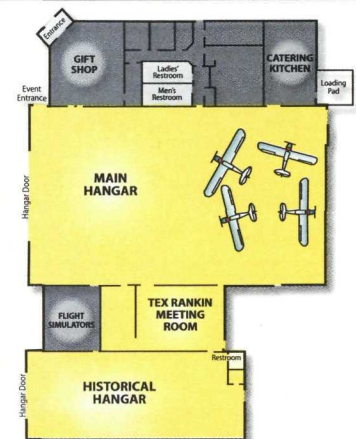 Entrance
GIFT
SHOP
Ladies'
Restroom
Men's
Restroom
CATERING
KITCHEN
Loading
Pad
Event
Entrance
Hangar Door
MAIN
HANGAR
FLIGHT
SIMULATORS
TEX RANKIN
MEETING
ROOM
Restroom
Hangar Door
HISTORICAL
HANGAR